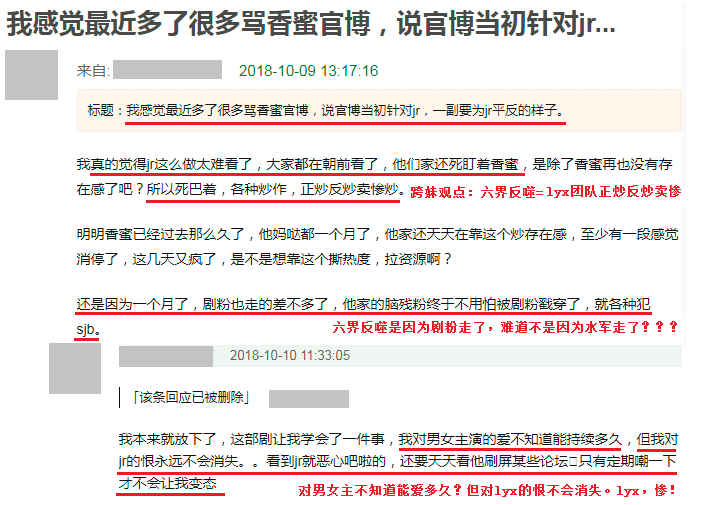 我感觉最近多了很多骂香蜜官博，说官博当初针对jr...
来自:
2018-10-09 13:17:16
标题：我感觉最近多了很多骂香蜜官博，说官博当初针对jr，一副要为jr平反的样子。
我真的觉得jr这么做太难看了，大家都在朝前看了，他们家还死盯着香蜜，是除了香蜜再也没有存
在感了吧？所以死巴着，各种炒作，正炒反炒卖惨炒。
跨妹观点：六界反噬=lyx团队正炒反炒卖惨
明明香蜜已经过去那么久了，他妈哒都一个月了，他家还天天在靠这个炒存在感，至少有一段感觉
消停了，这几天又疯了，是不是想靠这个撕热度，拉资源啊？
还是因为一个月了，剧粉也走的差不多了，他家的脑残粉终于不用怕被剧粉戳穿了，就各种犯
sjb。
六界反噬是因为剧粉走了，难道不是因为水军走了？？？
2018-10-10 11:33:05
「该条回应已被删除」
我本来就放下了，这部剧让我学会了一件事，我对男女主演的爱不知道能持续多久，但我对
jr的恨永远不会消失。。看到jr就恶心吧啦的，还要天天看他刷屏某些论坛□只有定期嘲一下
才不会让我变态
对男女主不知道能爱多久？但对lyx的恨不会消失。lyx，惨！